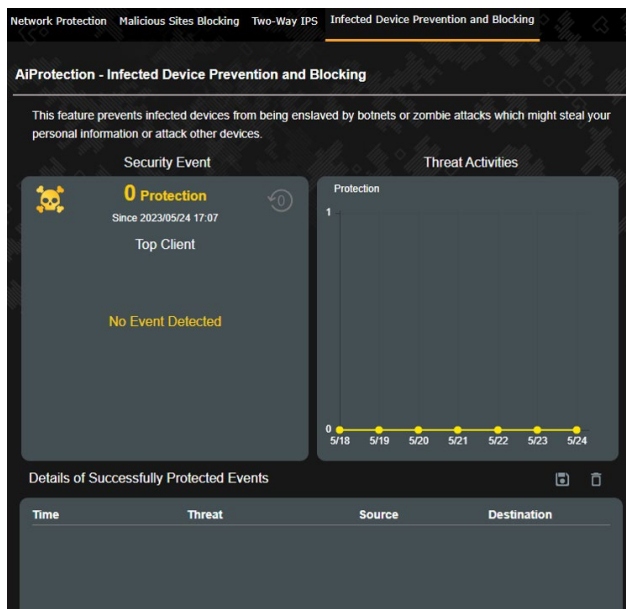 Network Protection Malicious Sites Blocking Two-Way IPS Infected Device Prevention and Blocking
AiProtection - Infected Device Prevention and Blocking
This feature prevents infected devices from being enslaved by botnets or zombie attacks which might steal your
personal information or attack other devices.
Security Event
0 Protection
0
Since 2023/05/24 17:07
Top Client
No Event Detected
Threat Activities
Protection
1
0
5/18 5/19 5/20 5/21 5/22 5/23 5/24
Details of Successfully Protected Events
Time Threat Source Destination